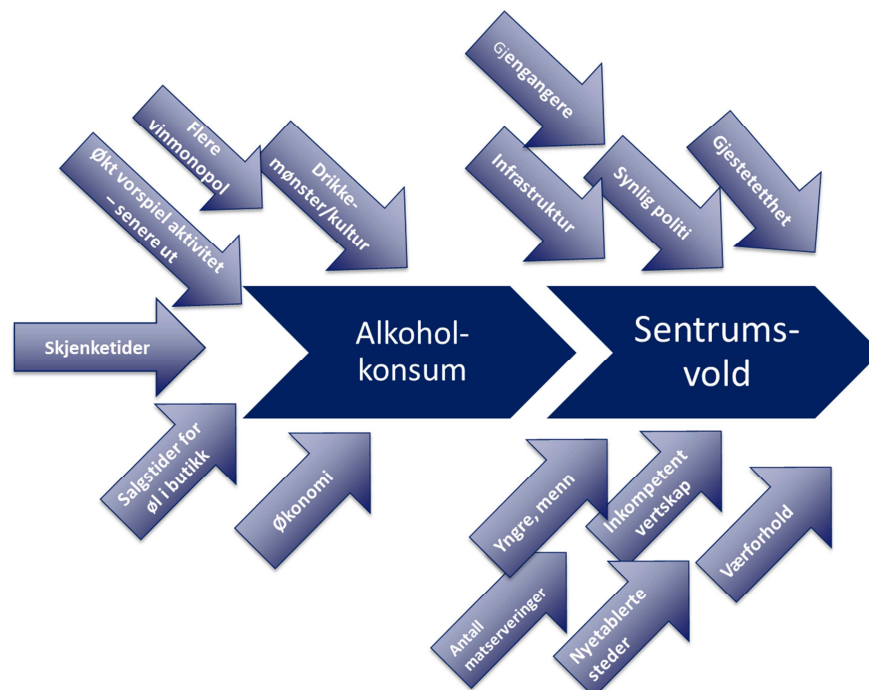 Gjengangere
Flere
vinmonopol
Drikke-
mønster/kultur
Økt vorspiel aktivitet
– senere ut
Infrastruktur
Synlig politi
Gjestetetthet
Skjenketider
Alkohol-
konsum
Sentrums-
vold
Salgstider for
øl i butikk
Økonomi
Yngre, menn
Inkompetent
vertskap
Værforhold
Antall
matserveringer
Nyetablerte
steder